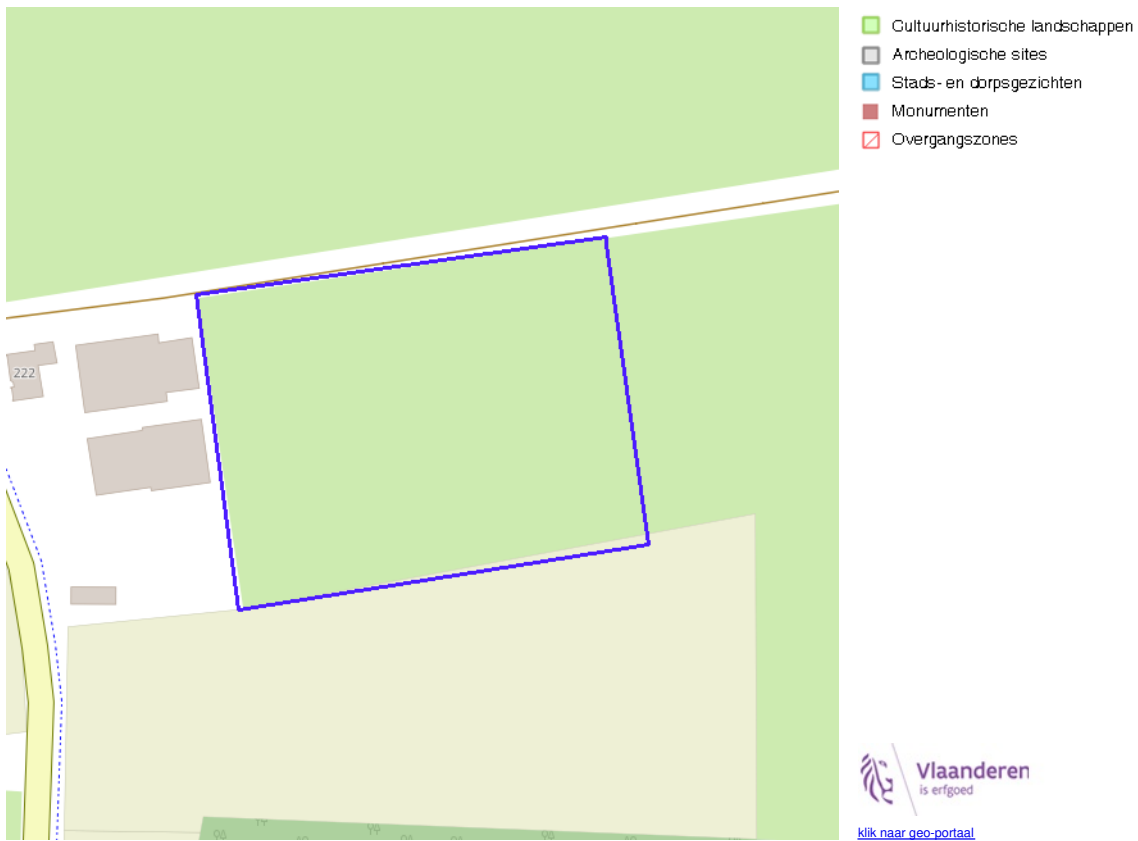 Cultuurhistorische landschappen
Archeologische sites
Stads- en dorpsgezichten
Monumenten
Overgangszones
222
Vlaanderen
is erfgoed
klik naar geo-portaal